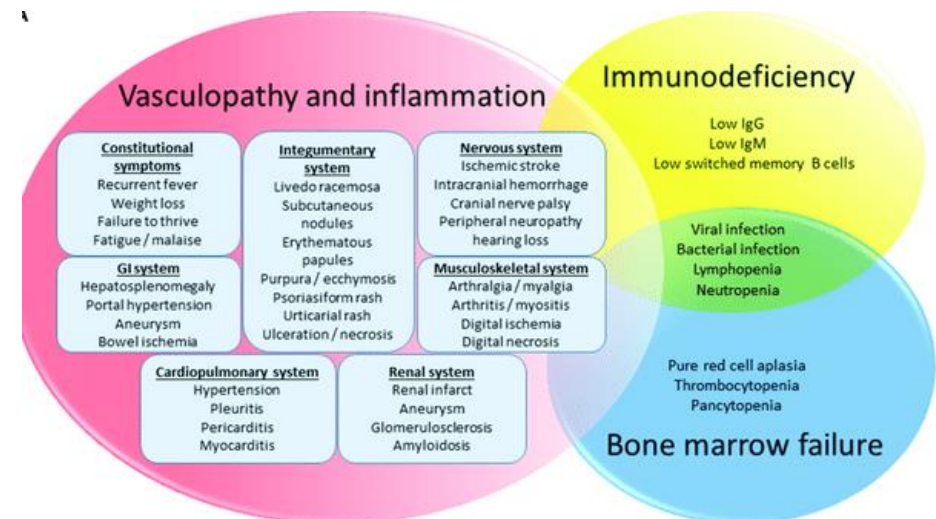 Vasculopathy and inflammation
Constitutional
symptoms
Recurrent fever
Weight loss
Failure to thrive
Fatigue / malaise
Integumentary
system
Livedo racemosa
Subcutaneous
nodules
Erythematous
papules
Purpura / ecchymosis
Psoriasiform rash
Urticarial rash
Ulceration / necrosis
Nervous system
Ischemic stroke
Intracranial hemorrhage
Cranial nerve palsy
Peripheral neuropathy
hearing loss
GI system
Hepatosplenomegaly
Portal hypertension
Aneurysm
Bowel ischemia
Musculoskeletal system
Arthralgia / myalgia
Arthritis / myositis
Digital ischemia
Digital necrosis
Cardiopulmonary system
Hypertension
Pleuritis
Pericarditis
Myocarditis
Renal system
Renal infarct
Aneurysm
Glomerulosclerosis
Amyloidosis
Immunodeficiency
Low IgG
Low IgM
Low switched memory B cells
Viral infection
Bacterial infection
Lymphopenia
Neutropenia
Pure red cell aplasia
Thrombocytopenia
Pancytopenia
Bone marrow failure